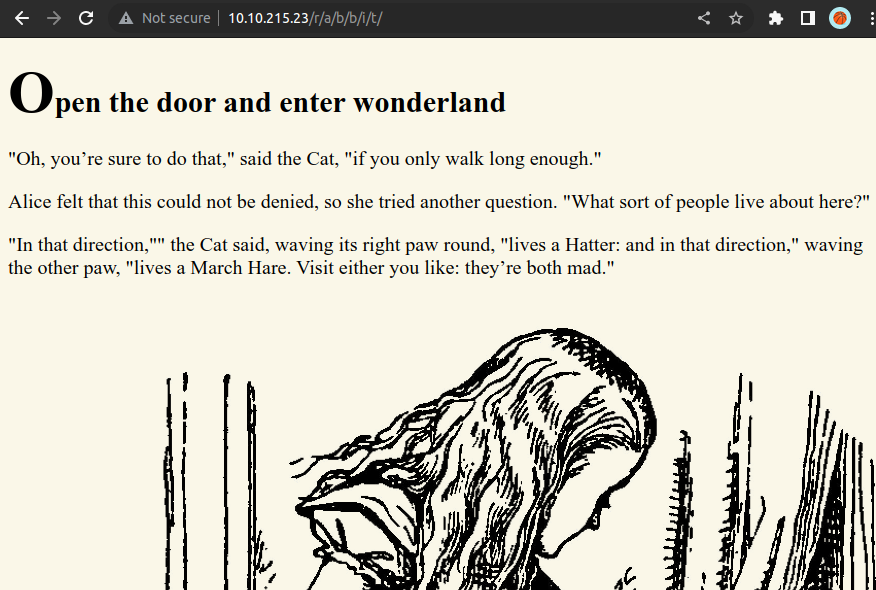 Not secure | 10.10.215.23/r/a/b/b/i/t/
Open the door and enter wonderland
"Oh, you’re sure to do that," said the Cat, "if you only walk long enough."
Alice felt that this could not be denied, so she tried another question. "What sort of people live about here?"
"In that direction,"" the Cat said, waving its right paw round, "lives a Hatter: and in that direction," waving
the other paw, "lives a March Hare. Visit either you like: they’re both mad."